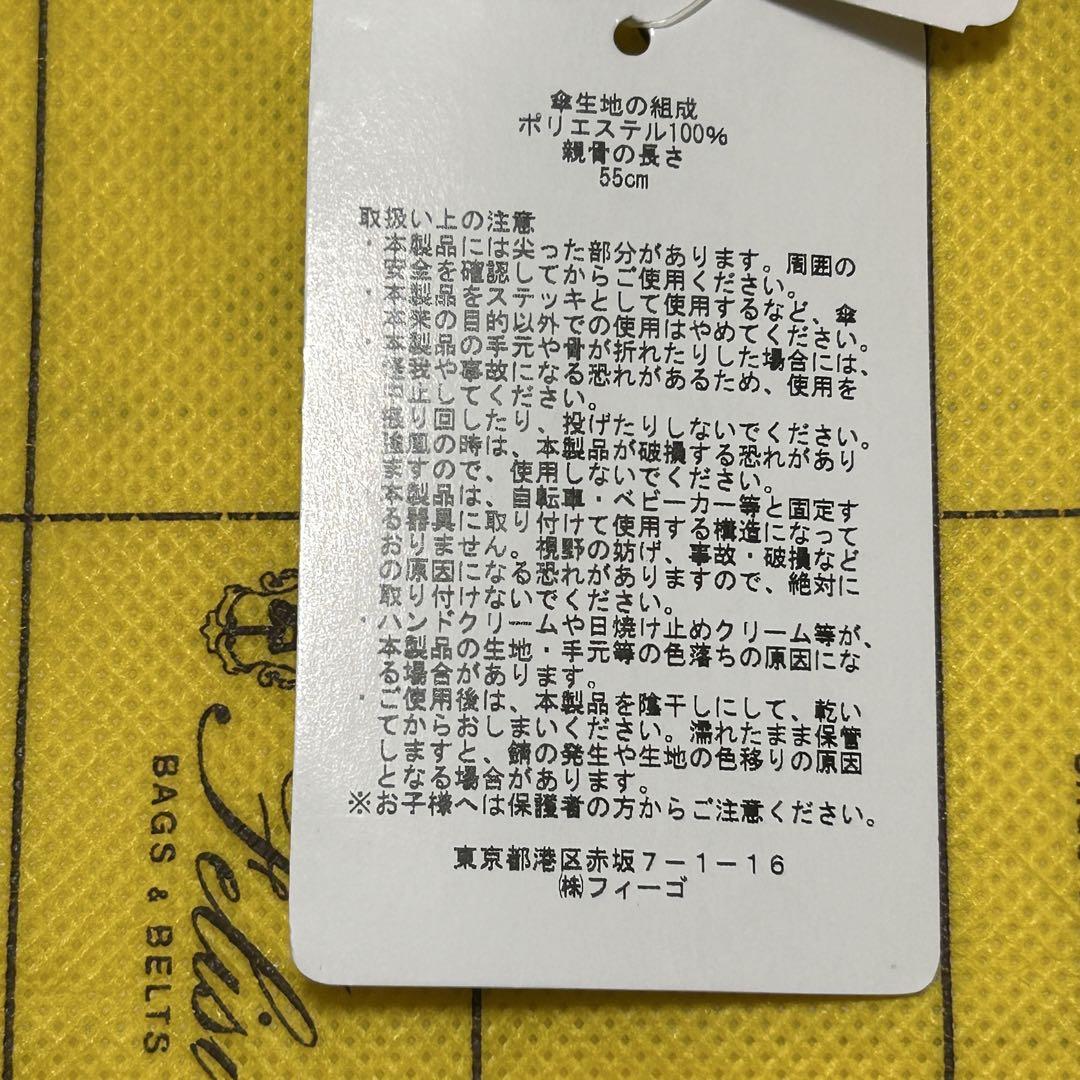 傘生地の組成
ポリエステル100%
親骨の長さ
55cm
取扱い上の注意
・本製品には尖った部分があります。周囲の
安全を確認してからご使用ください。
・本製品をステッキとして使用するなど、傘
本来の目的以外での使用はやめてください。
・本製品の手元や骨が折れたりした場合には、
怪我や事故になる恐れがあるため、使用を
中止してください。
振り回したり、投げたりしないでください。
強風の時は、本製品が破損する恐れがあり
ますので、使用しないでください。
本製品は、自転車・ベビーカー等と固定す
る器具に取り付けて使用する構造になって
おりません。視野の妨げ、事故・破損など
の原因になる恐れがありますので、絶対に
取り付けないでください。
・ハンドクリームや日焼け止めクリーム等が、
本製品の生地・手元等の色落ちの原因にな
る場合があります。
・ご使用後は、本製品を陰干しにして、乾い
てからおしまいください。濡れたまま保管
しますと、錆の発生や生地の色移りの原因
となる場合があります。
※お子様へは保護者の方からご注意ください。
東京都港区赤坂7-1-16
㈱フィーゴ
Felisi
BAGS & BELTS